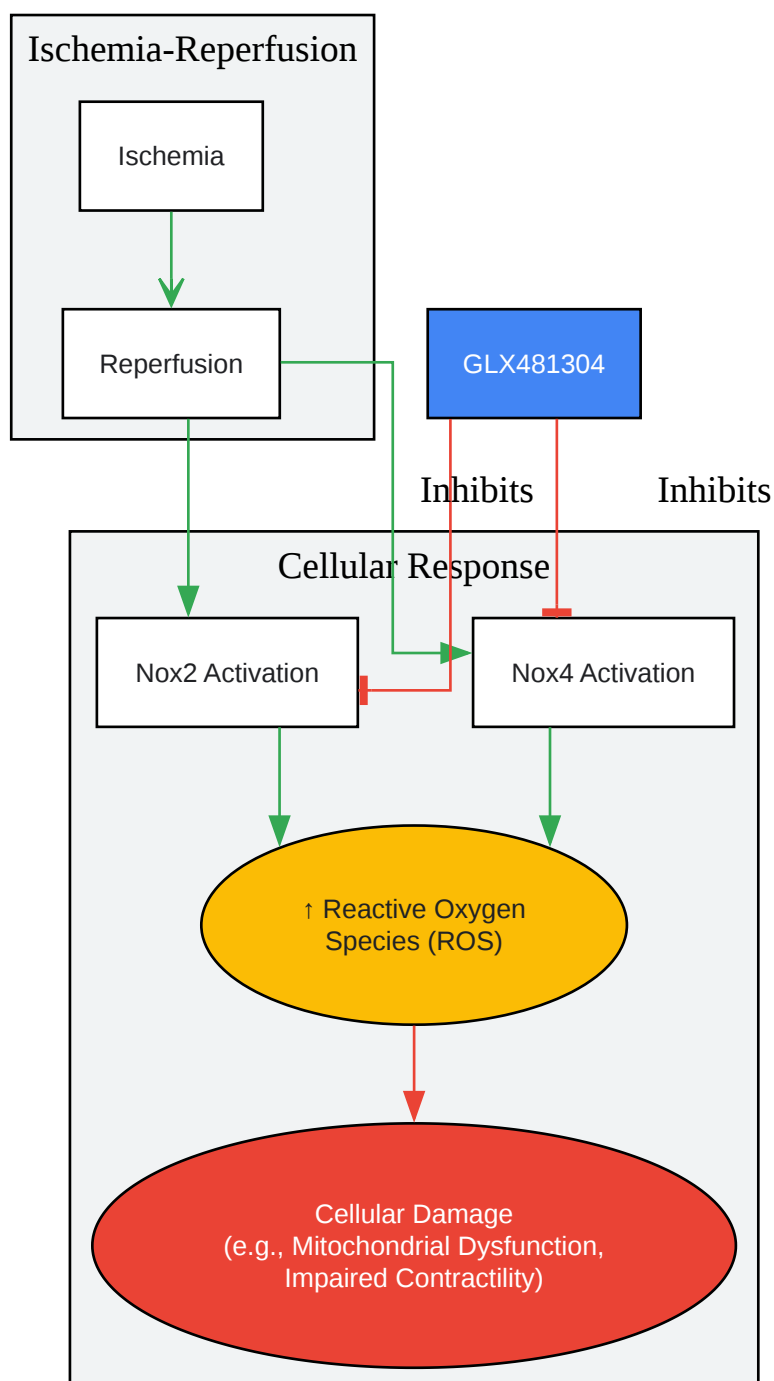 Ischemia-Reperfusion
Ischemia
Reperfusion
GLX481304
Inhibits
Inhibits
Cellular Response
Nox2 Activation
Nox4 Activation
↑ Reactive Oxygen
Species (ROS)
Cellular Damage
(e.g., Mitochondrial Dysfunction,
Impaired Contractility)